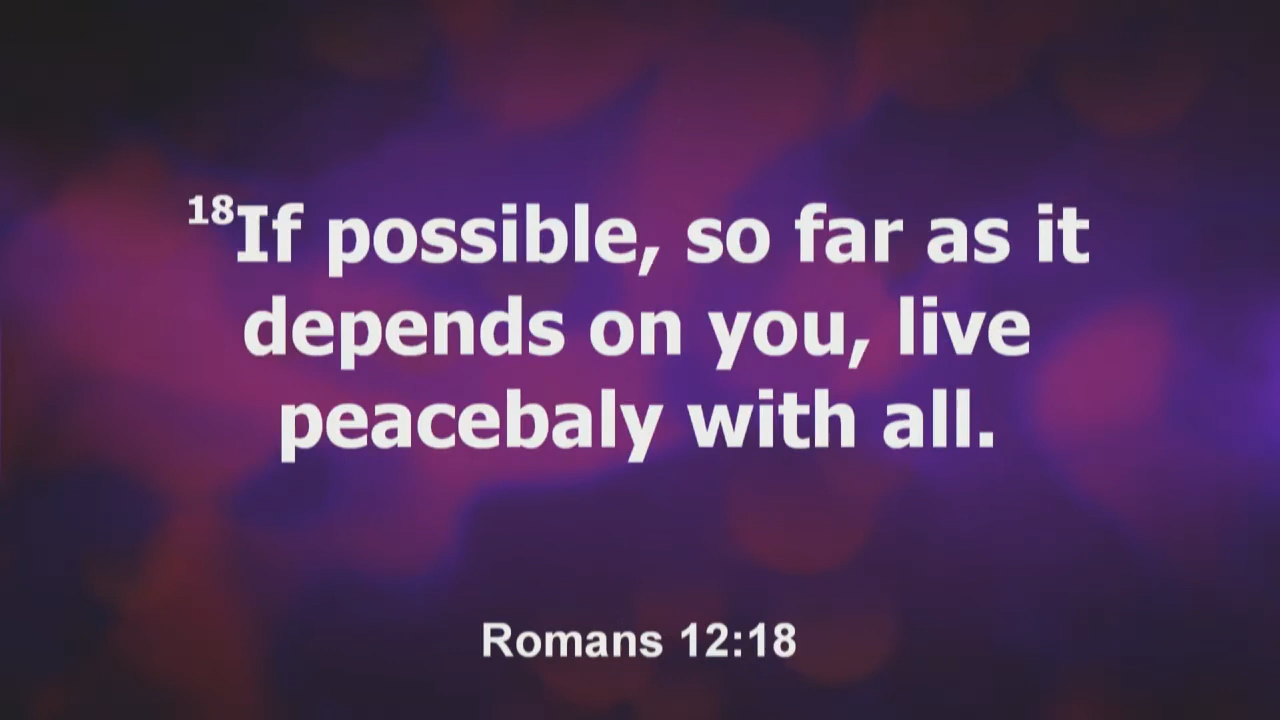 18If possible, so far as it
depends on you, live
peacebaly with all.
Romans 12:18